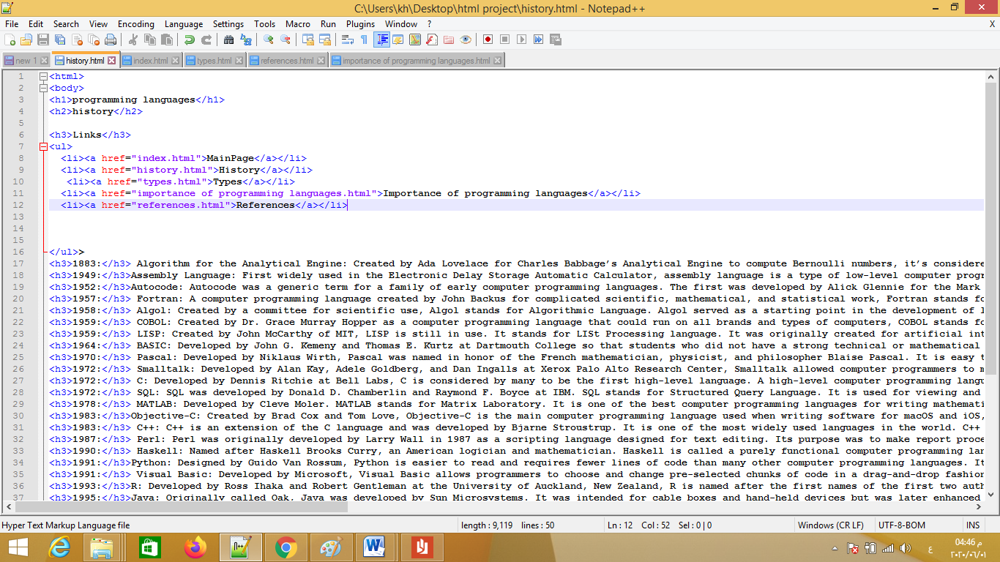 C:\Users\kh\Desktop\html project\history.html - Notepad++
File Edit Search View Encoding Language Settings Tools Macro Run Plugins Window ? X
new 1 history.html index.html types.html references.html importance of programming languages.html
1 <html>
2 <body>
3 <h1>programming languages</h1>
4 <h2>history</h2>
5
6 <h3>Links</h3>
7 <ul>
8 <li><a href="index.html">MainPage</a></li>
9 <li><a href="history.html">History</a></li>
10 <li><a href="types.html">Types</a></li>
11 <li><a href="importance of programming languages.html">Importance of programming languages</a></li>
12 <li><a href="references.html">References</a></li>
13
14
15
16 </ul>>
17 <h3>1883:</h3> Algorithm for the Analytical Engine: Created by Ada Lovelace for Charles Babbage’s Analytical Engine to compute Bernoulli numbers, it’s considere
18 <h3>1949:</h3>Assembly Language: First widely used in the Electronic Delay Storage Automatic Calculator, assembly language is a type of low-level computer progr
19 <h3>1952:</h3>Autocode: Autocode was a generic term for a family of early computer programming languages. The first was developed by Alick Glennie for the Mark
20 <h3>1957:</h3> Fortran: A computer programming language created by John Backus for complicated scientific, mathematical, and statistical work, Fortran stands fo
21 <h3>1958:</h3> Algol: Created by a committee for scientific use, Algol stands for Algorithmic Language. Algol served as a starting point in the development of l
22 <h3>1959:</h3> COBOL: Created by Dr. Grace Murray Hopper as a computer programming language that could run on all brands and types of computers, COBOL stands fo
23 <h3>1959:</h3> LISP: Created by John McCarthy of MIT, LISP is still in use. It stands for LISt Processing language. It was originally created for artificial int
24 <h3>1964:</h3> BASIC: Developed by John G. Kemeny and Thomas E. Kurtz at Dartmouth College so that students who did not have a strong technical or mathematical
25 <h3>1970:</h3> Pascal: Developed by Niklaus Wirth, Pascal was named in honor of the French mathematician, physicist, and philosopher Blaise Pascal. It is easy t
26 <h3>1972:</h3> Smalltalk: Developed by Alan Kay, Adele Goldberg, and Dan Ingalls at Xerox Palo Alto Research Center, Smalltalk allowed computer programmers to m
27 <h3>1972:</h3> C: Developed by Dennis Ritchie at Bell Labs, C is considered by many to be the first high-level language. A high-level computer programming langu
28 <h3>1972:</h3> SQL: SQL was developed by Donald D. Chamberlin and Raymond F. Boyce at IBM. SQL stands for Structured Query Language. It is used for viewing and
29 <h3>1978:</h3> MATLAB: Developed by Cleve Moler. MATLAB stands for Matrix Laboratory. It is one of the best computer programming languages for writing mathemati
30 <h3>1983:</h3>Objective-C: Created by Brad Cox and Tom Love, Objective-C is the main computer programming language used when writing software for macOS and iOS,
31 <h3>1983:</h3> C++: C++ is an extension of the C language and was developed by Bjarne Stroustrup. It is one of the most widely used languages in the world. C++
32 <h3>1987:</h3> Perl: Perl was originally developed by Larry Wall in 1987 as a scripting language designed for text editing. Its purpose was to make report proce
33 <h3>1990:</h3> Haskell: Named after Haskell Brooks Curry, an American logician and mathematician. Haskell is called a purely functional computer programming lan
34 <h3>1991:</h3>Python: Designed by Guido Van Rossum, Python is easier to read and requires fewer lines of code than many other computer programming languages. It
35 <h3>1991:</h3> Visual Basic: Developed by Microsoft, Visual Basic allows programmers to choose and change pre-selected chunks of code in a drag-and-drop fashion
36 <h3>1993:</h3>R: Developed by Ross Ihaka and Robert Gentleman at the University of Auckland, New Zealand, R is named after the first names of the first two auth
37 <h3>1995:</h3>Java: Originally called Oak, Java was developed by Sun Microsystems. It was intended for cable boxes and hand-held devices but was later enhanced
Hyper Text Markup Language file length : 9,119 lines : 50 Ln : 12 Col : 52 Sel : 0 | 0 Windows (CR LF) UTF-8-BOM INS
ع 04:46 م
٢٠٢٠/٠٦/٠١